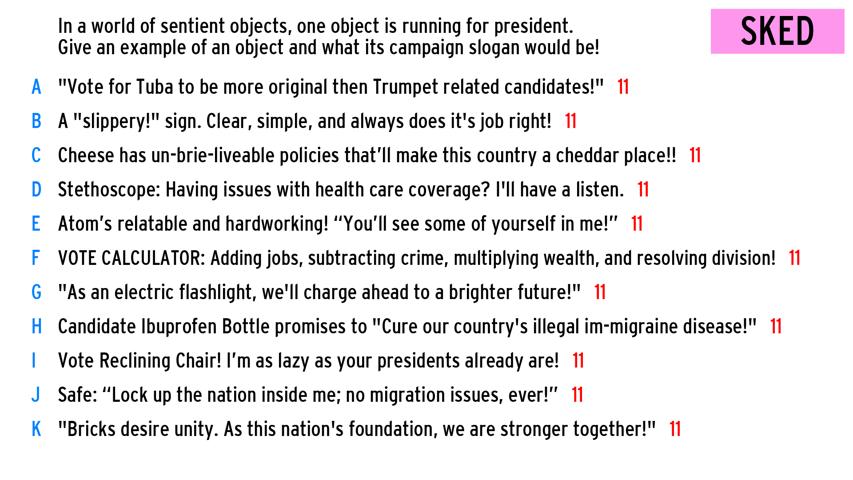 In a world of sentient objects, one object is running for president.
Give an example of an object and what its campaign slogan would be!
SKED
A "Vote for Tuba to be more original then Trumpet related candidates!" 11
B A "slippery!" sign. Clear, simple, and always does it's job right! 11
C Cheese has un-brie-liveable policies that’ll make this country a cheddar place!! 11
D Stethoscope: Having issues with health care coverage? I'll have a listen. 11
E Atom’s relatable and hardworking! “You’ll see some of yourself in me!” 11
F VOTE CALCULATOR: Adding jobs, subtracting crime, multiplying wealth, and resolving division! 11
G "As an electric flashlight, we'll charge ahead to a brighter future!" 11
H Candidate Ibuprofen Bottle promises to "Cure our country's illegal im-migraine disease!" 11
I Vote Reclining Chair! I’m as lazy as your presidents already are! 11
J Safe: “Lock up the nation inside me; no migration issues, ever!” 11
K "Bricks desire unity. As this nation's foundation, we are stronger together!" 11